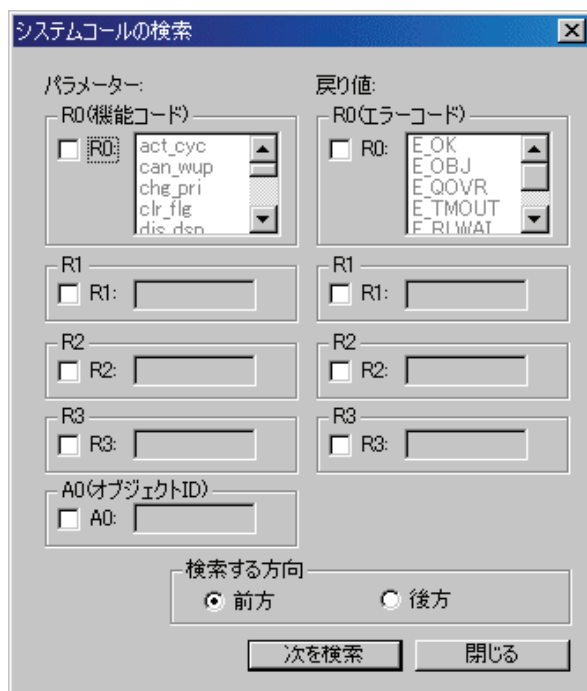 システムコールの検索
パラメーター:
R0(機能コード)
R0:
act_cyc
can_wup
chg_pri
clr_flg
dis_dsp
R1
R1:
R2
R2:
R3
R3:
A0(オブジェクトID)
A0:
戻り値:
R0(エラーコード)
R0:
E_OK
E_OBJ
E_QOVR
E_TMOUT
E_RLWAI
R1
R1:
R2
R2:
R3
R3:
検索する方向
前方
後方
次を検索
閉じる